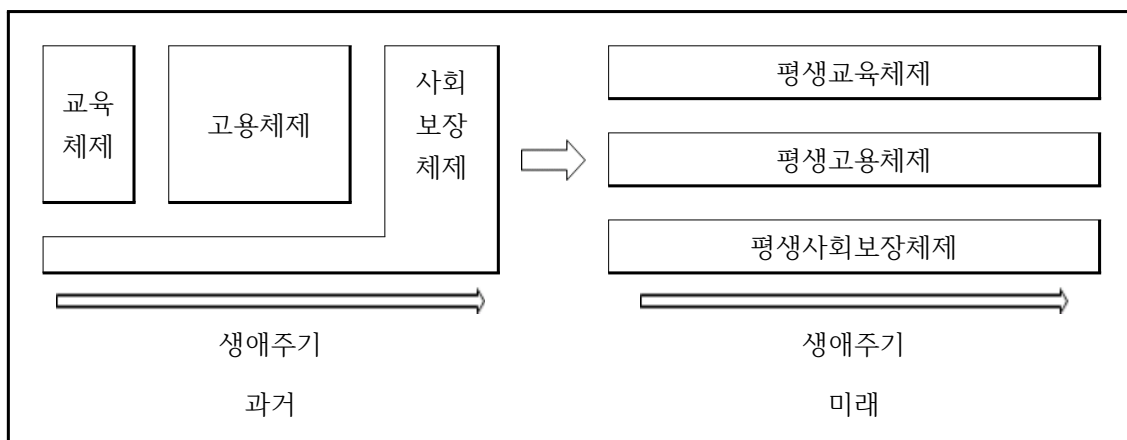 교육
체제
고용체제
사회
보장
체제
생애주기
과거
평생교육체제
평생고용체제
평생사회보장체제
생애주기
미래